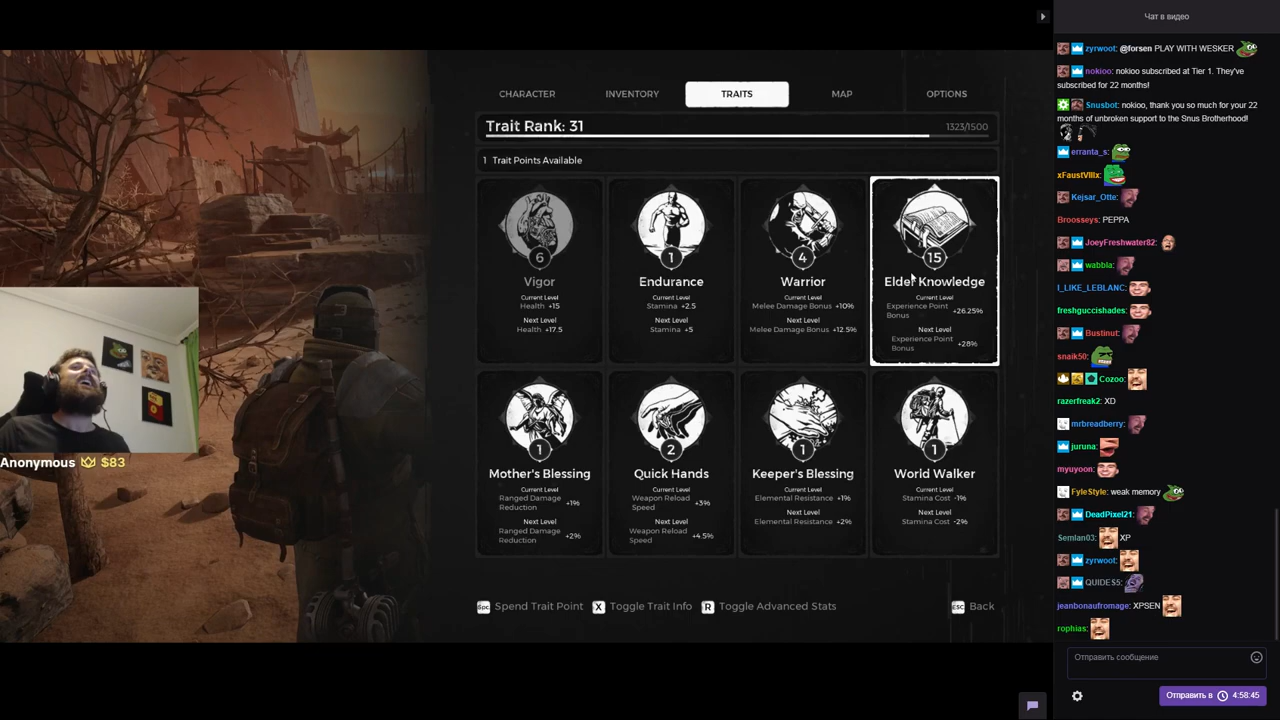 CHARACTER
INVENTORY
TRAITS
MAP
OPTIONS
Trait Rank: 31
1323/1500
1 Trait Points Available
6
Vigor
Current Level
Health +15
Next Level
Health +17.5
1
Endurance
Current Level
Stamina +2.5
Next Level
Stamina +5
4
Warrior
Current Level
Melee Damage Bonus +10%
Next Level
Melee Damage Bonus +12.5%
15
Elder Knowledge
Current Level
Experience Point
Bonus +26.25%
Next Level
Experience Point
Bonus +28%
1
Mother's Blessing
Current Level
Ranged Damage
Reduction +1%
Next Level
Ranged Damage
Reduction +2%
2
Quick Hands
Current Level
Weapon Reload
Speed +3%
Next Level
Weapon Reload
Speed +4.5%
1
Keeper's Blessing
Current Level
Elemental Resistance +1%
Next Level
Elemental Resistance +2%
1
World Walker
Current Level
Stamina Cost -1%
Next Level
Stamina Cost -2%
Spc Spend Trait Point
X Toggle Trait Info
R Toggle Advanced Stats
ESC Back
Anonymous $83
Чат в видео
zyrwoot: @forsen PLAY WITH WESKER
nokioo: nokioo subscribed at Tier 1. They've
subscribed for 22 months!
Snusbot: nokioo, thank you so much for your 22
months of unbroken support to the Snus Brotherhood!
erranta_s:
xFaustVIIIx:
Kejsar_Otte:
Broosseys: PEPPA
JoeyFreshwater82:
wabbla:
I_LIKE_LEBLANC:
freshguccishades:
Bustinut:
snaik50:
Cozoo:
razerfreak2: XD
mrbreadberry:
juruna:
myuyoon:
FyleStyle: weak memory
DeadPixel21:
Semlan03: XP
zyrwoot:
QUIDES5:
jeanbonaufromage: XPSEN
rophias:
Отправить сообщение
Отправить в 4:58:45